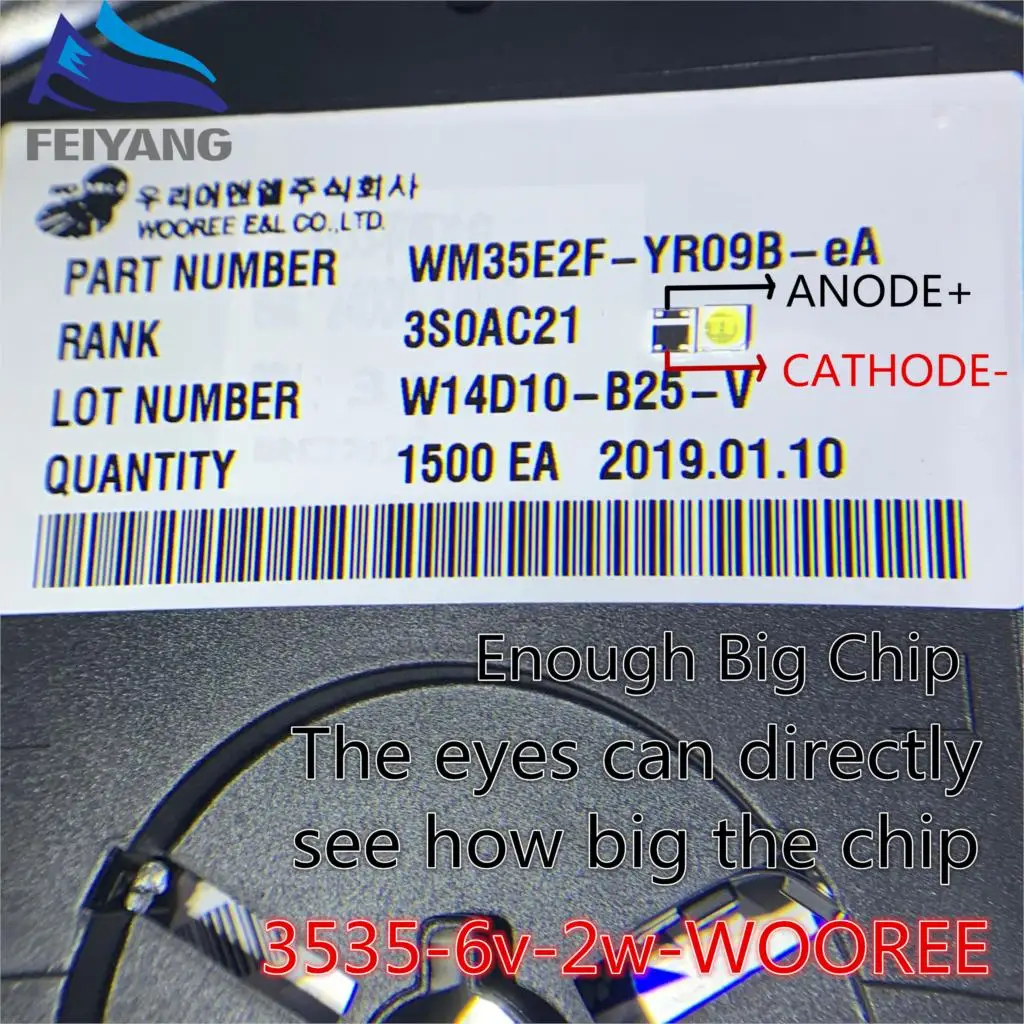 FEIYANG
우리이앤엘주식회사
WOOREE E&L CO.,LTD.
PART NUMBER WM35E2F-YR09B-eA
ANODE+
RANK 3S0AC21
CATHODE-
LOT NUMBER W14D10-B25-V
QUANTITY 1500 EA 2019.01.10
Enough Big Chip
The eyes can directly
see how big the chip
3535-6v-2w-WOOREE